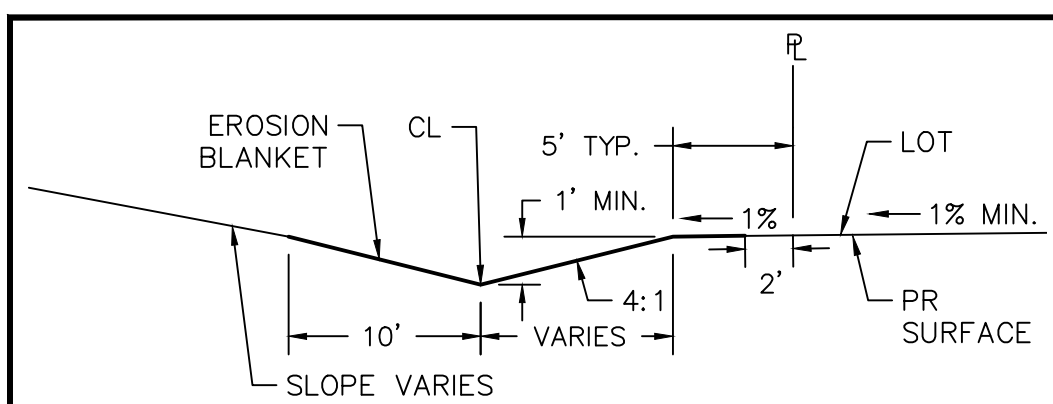 PL
EROSION
BLANKET
CL
5' TYP.
LOT
1' MIN.
1%
1% MIN.
2'
4:1
PR
SURFACE
10'
VARIES
SLOPE VARIES